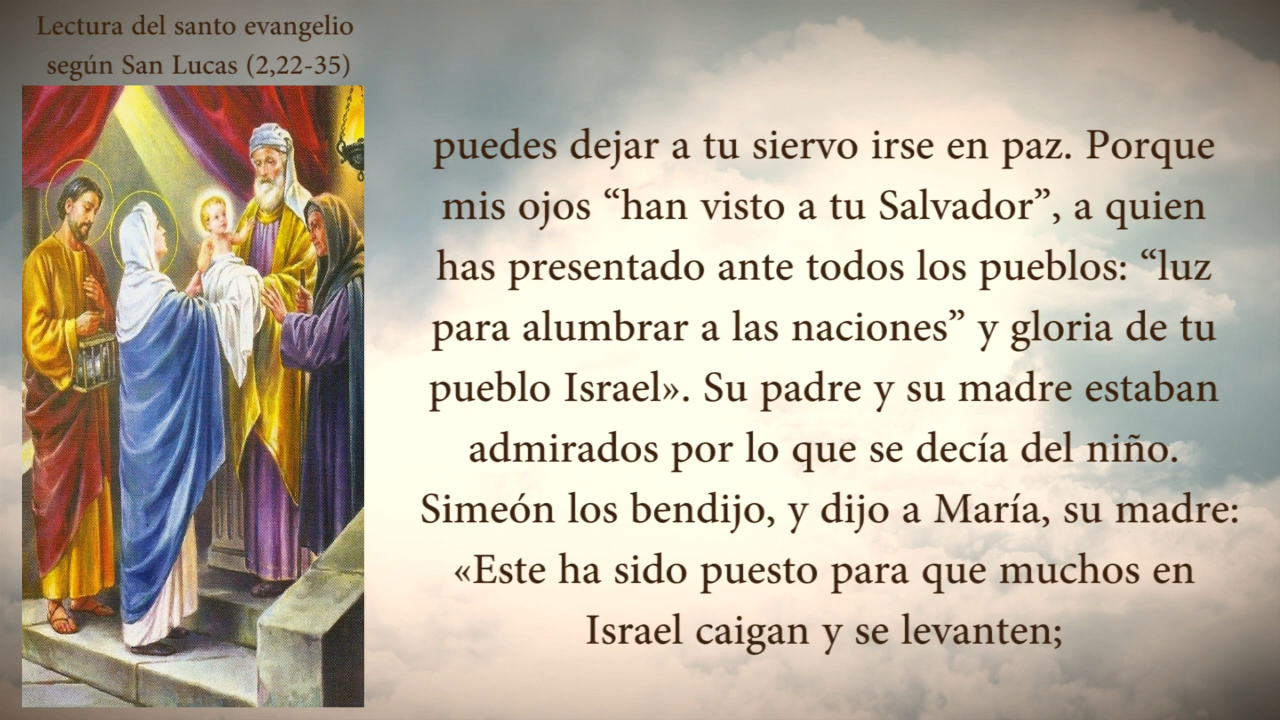 Lectura del santo evangelio
según San Lucas (2,22-35)
puedes dejar a tu siervo irse en paz. Porque
mis ojos “han visto a tu Salvador”, a quien
has presentado ante todos los pueblos: “luz
para alumbrar a las naciones” y gloria de tu
pueblo Israel». Su padre y su madre estaban
admirados por lo que se decía del niño.
Simeón los bendijo, y dijo a María, su madre:
«Este ha sido puesto para que muchos en
Israel caigan y se levanten;